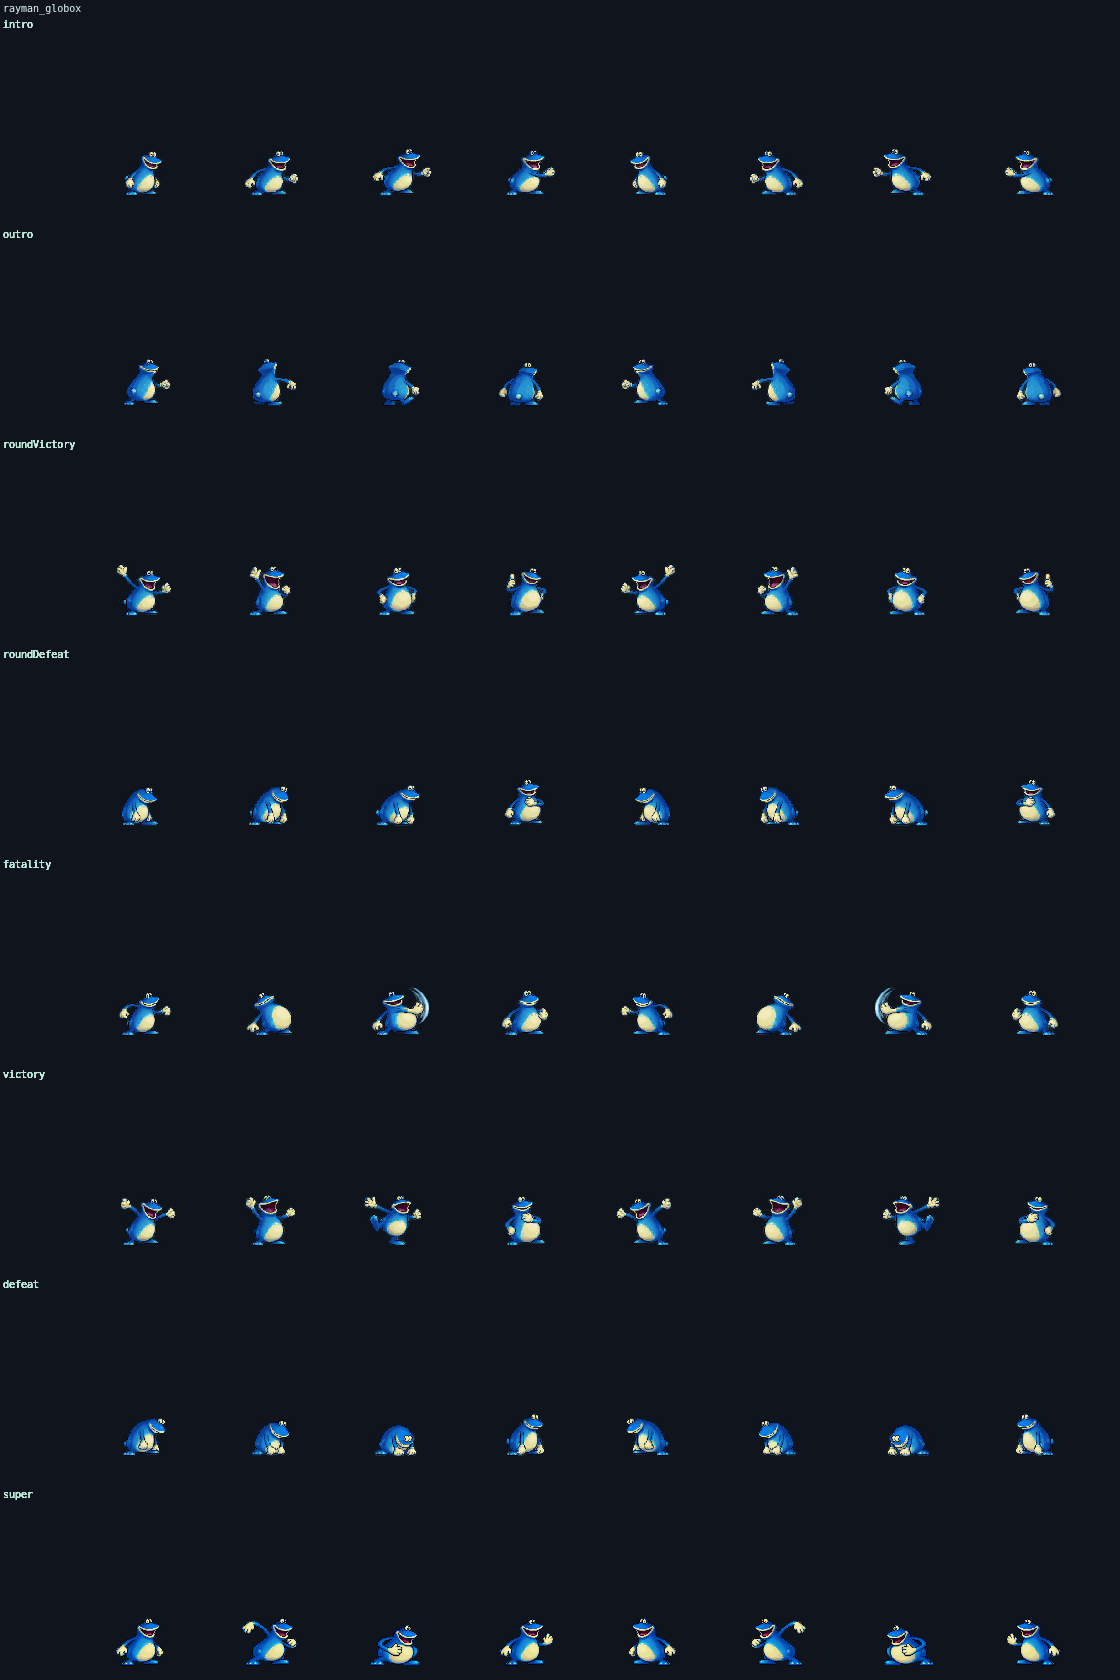 rayman_globox
intro
outro
roundVictory
roundDefeat
fatality
victory
defeat
super